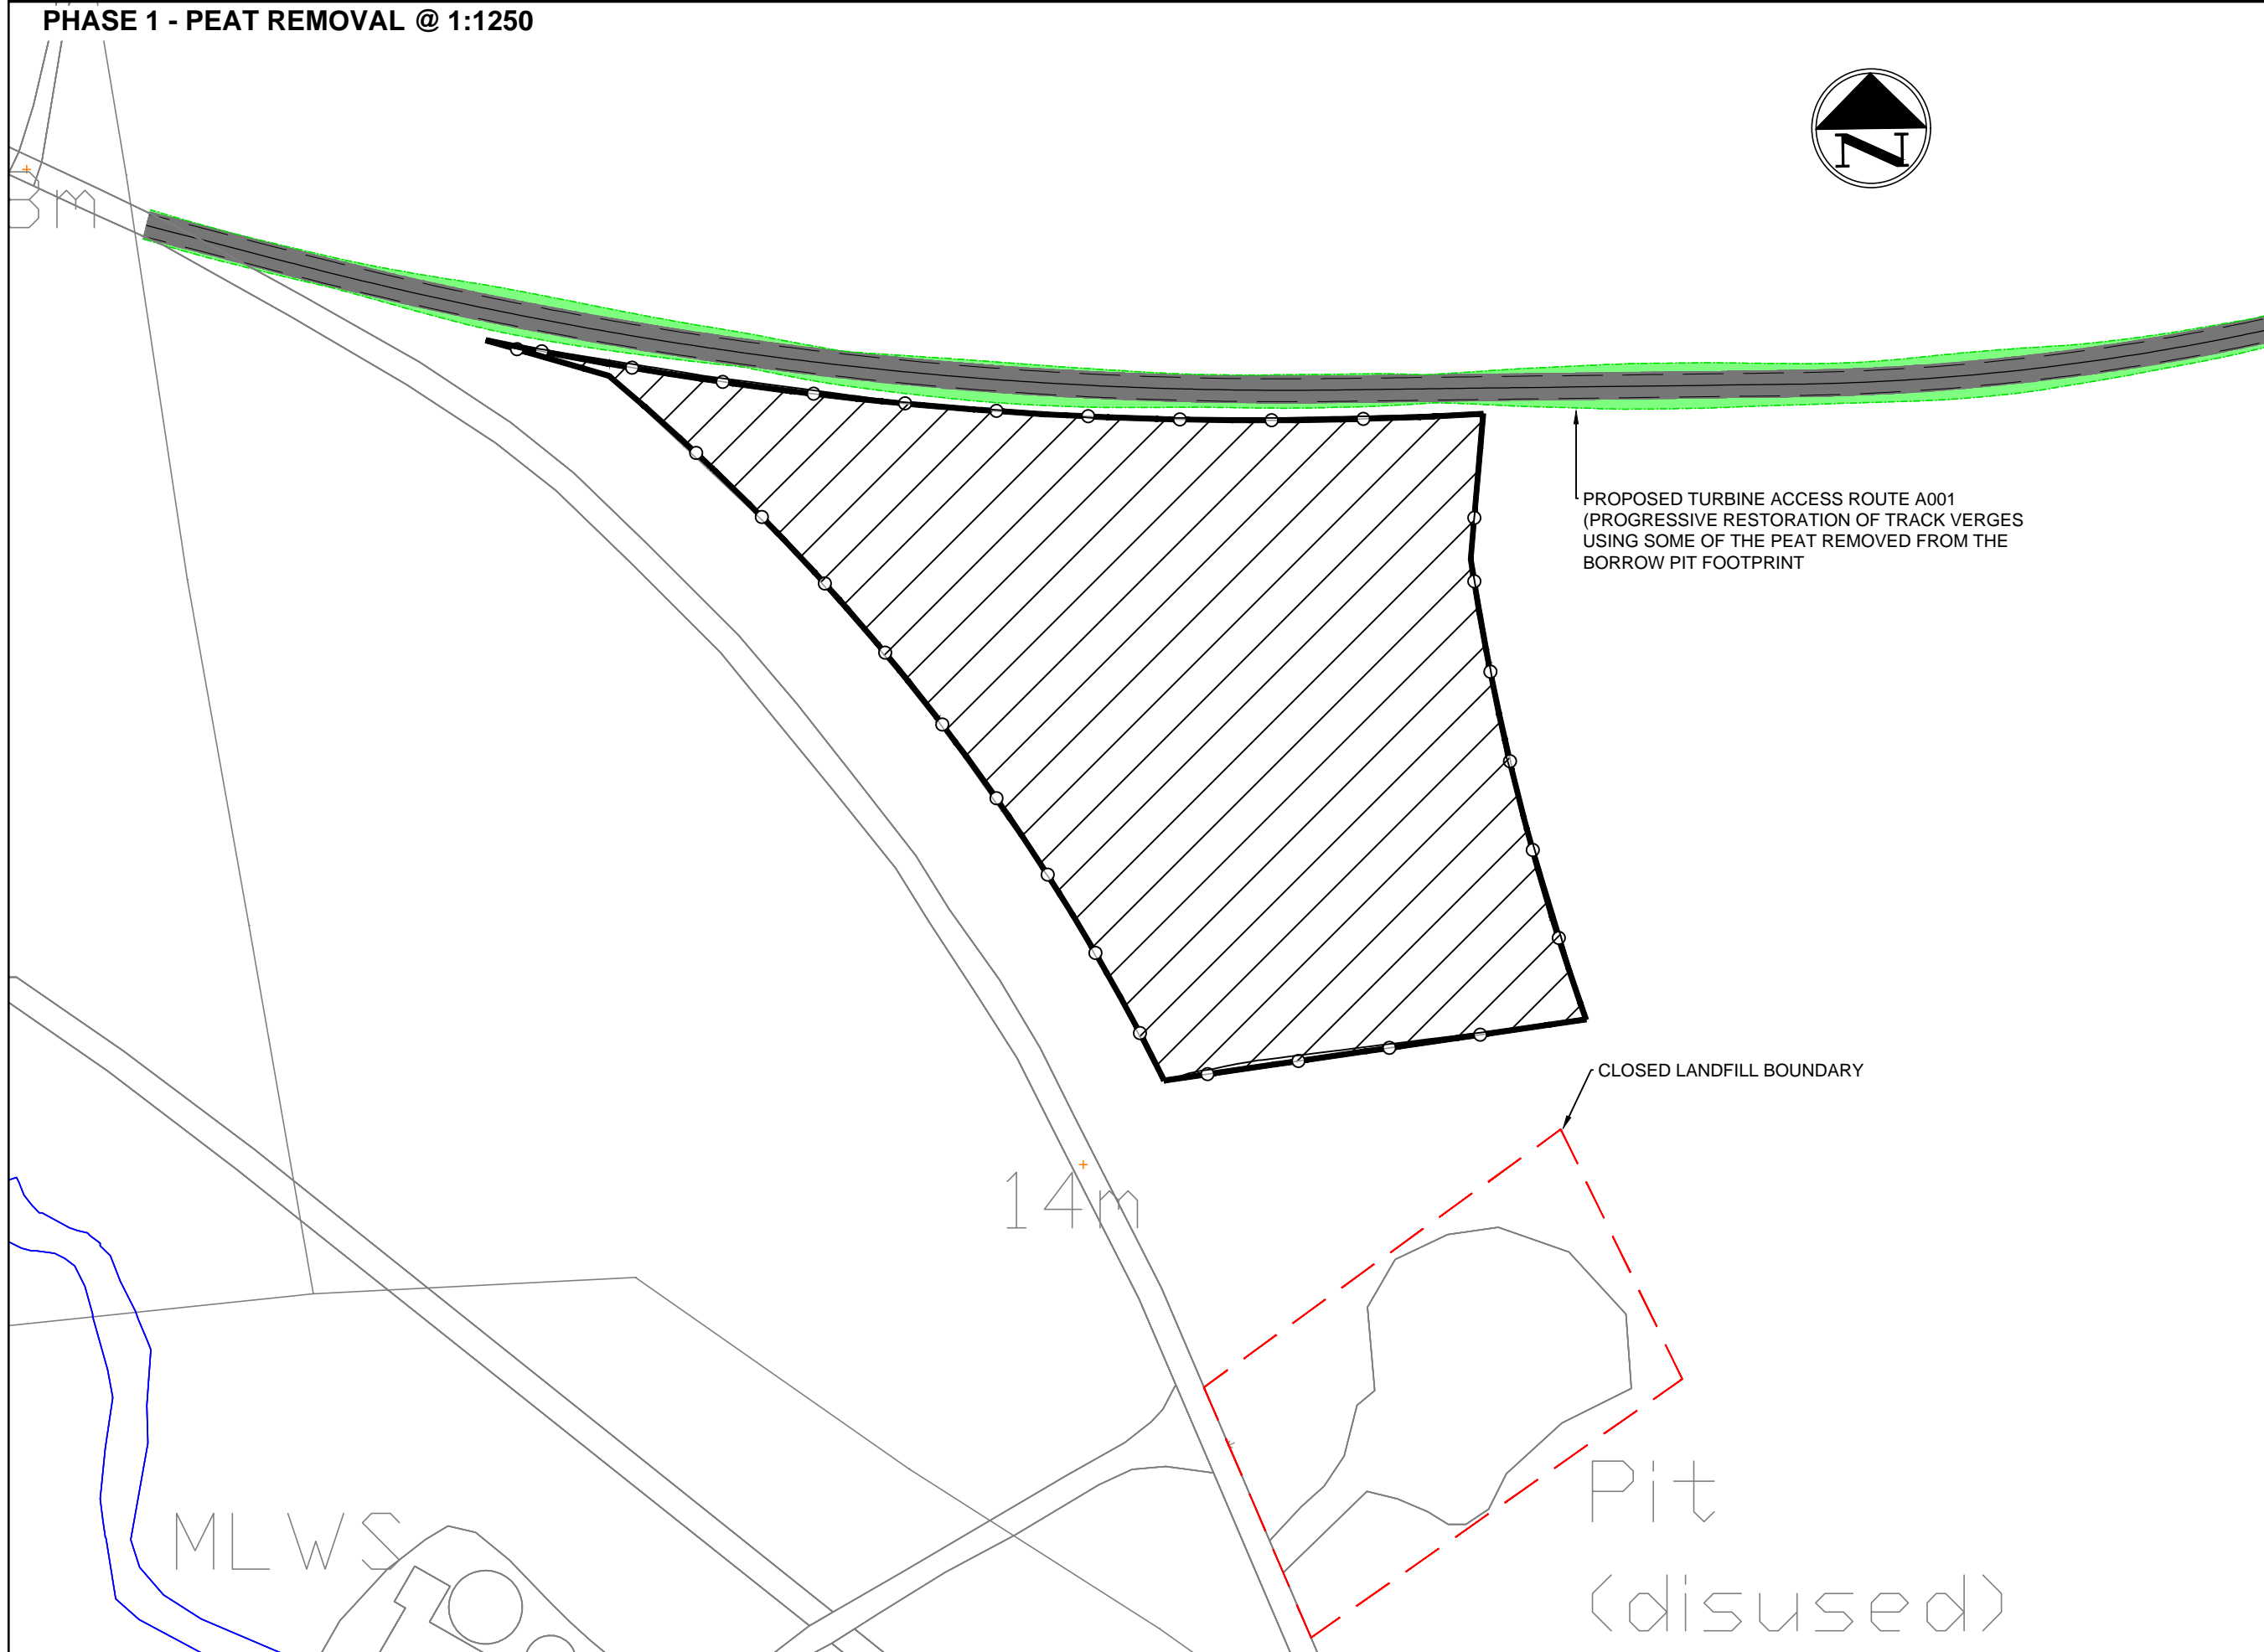 PHASE 1 - PEAT REMOVAL @ 1:1250
N
PROPOSED TURBINE ACCESS ROUTE A001
(PROGRESSIVE RESTORATION OF TRACK VERGES
USING SOME OF THE PEAT REMOVED FROM THE
BORROW PIT FOOTPRINT
CLOSED LANDFILL BOUNDARY
14m
Pit
(disused)
MLWS